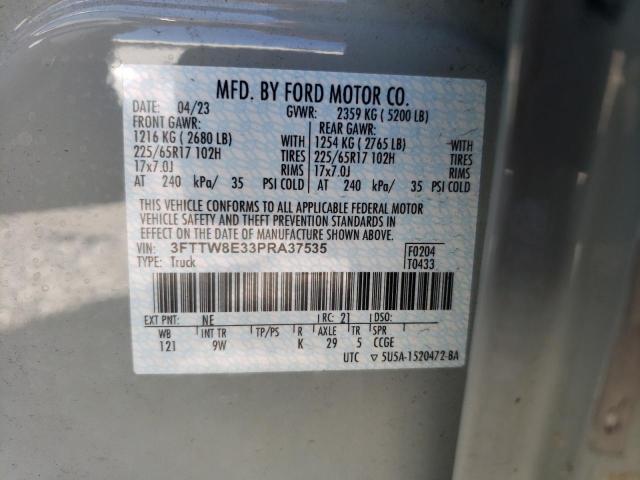 MFD. BY FORD MOTOR CO.
DATE: 04/23 GVWR: 2359 KG ( 5200 LB)
FRONT GAWR: REAR GAWR:
1216 KG ( 2680 LB) WITH 1254 KG ( 2765 LB) WITH
225/65R17 102H TIRES 225/65R17 102H TIRES
17x7.0J RIMS 17x7.0J RIMS
AT 240 kPa/ 35 PSI COLD AT 240 kPa/ 35 PSI COLD
THIS VEHICLE CONFORMS TO ALL APPLICABLE FEDERAL MOTOR
VEHICLE SAFETY AND THEFT PREVENTION STANDARDS IN
EFFECT ON THE DATE OF MANUFACTURE SHOWN ABOVE.
VIN: 3FTTW8E33PRA37535 F0204
TYPE: Truck T0433
EXT PNT: NE RC: 21 DSO:
WB INT TR TP/PS R AXLE TR SPR
121 9W K 29 5 CCGE
UTC ▽ 5U5A-1520472-BA